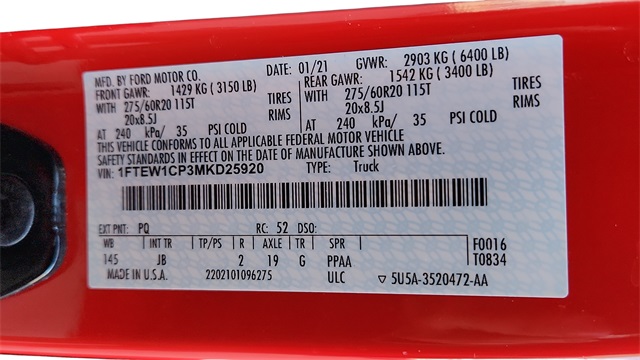 MFD. BY FORD MOTOR CO.
DATE: 01/21 GVWR: 2903 KG ( 6400 LB)
FRONT GAWR: 1429 KG ( 3150 LB) REAR GAWR: 1542 KG ( 3400 LB)
WITH 275/60R20 115T TIRES WITH 275/60R20 115T TIRES
20x8.5J RIMS 20x8.5J RIMS
AT 240 kPa/ 35 PSI COLD AT 240 kPa/ 35 PSI COLD
THIS VEHICLE CONFORMS TO ALL APPLICABLE FEDERAL MOTOR VEHICLE
SAFETY STANDARDS IN EFFECT ON THE DATE OF MANUFACTURE SHOWN ABOVE.
VIN: 1FTEW1CP3MKD25920 TYPE: Truck
EXT PNT: PQ RC: 52 DSO:
WB INT TR TP/PS R AXLE TR SPR F0016
145 JB 2 19 G PPAA T0834
MADE IN U.S.A. 2202101096275 ULC ▽ 5U5A-3520472-AA